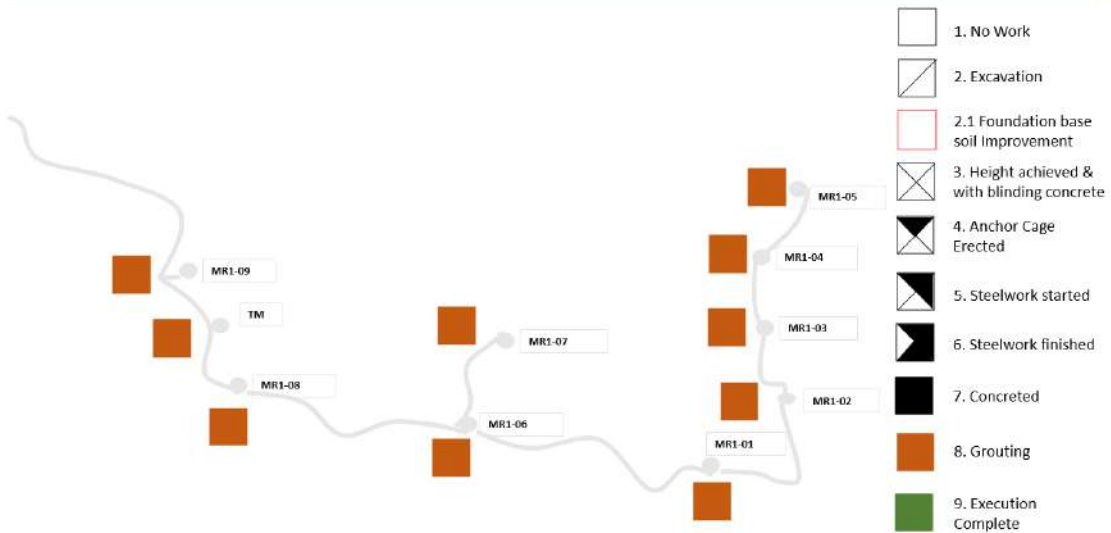 1. No Work
2. Excavation
2.1 Foundation base
soil Improvement
3. Height achieved &
with blinding concrete
4. Anchor Cage
Erected
5. Steelwork started
6. Steelwork finished
7. Concreted
8. Grouting
9. Execution
Complete
MR1-05
MR1-04
MR1-09
TM
MR1-03
MR1-07
MR1-08
MR1-02
MR1-06
MR1-01